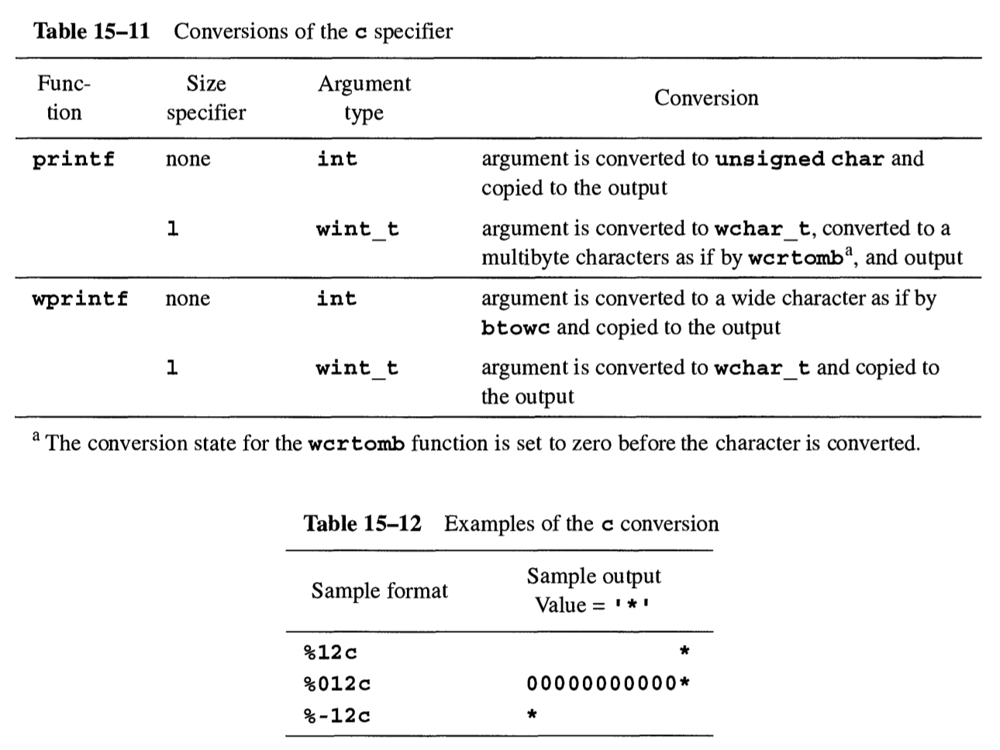 Table 15–11 Conversions of the c specifier
Func- Size Argument Conversion
tion specifier type
printf none int argument is converted to unsigned char and
copied to the output
l wint_t argument is converted to wchar_t, converted to a
multibyte characters as if by wcrtombᵃ, and output
wprintf none int argument is converted to a wide character as if by
btowc and copied to the output
l wint_t argument is converted to wchar_t and copied to
the output
ᵃ The conversion state for the wcrtomb function is set to zero before the character is converted.
Table 15–12 Examples of the c conversion
Sample format Sample output
Value = '*'
%12c *
%012c 00000000000*
%-12c *